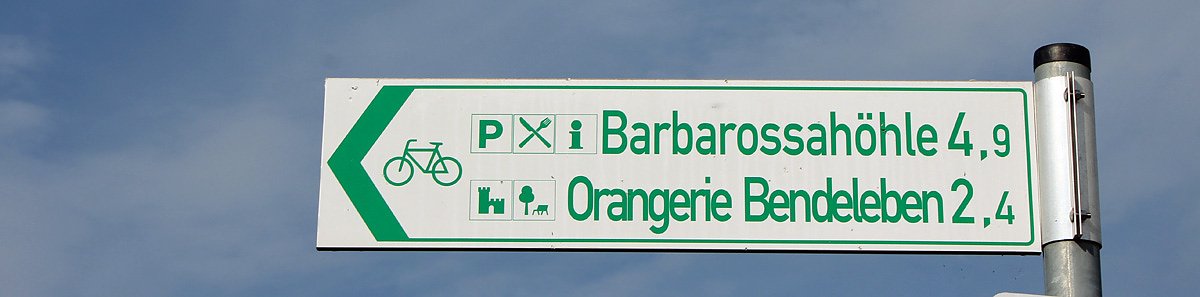 P i Barbarossahöhle 4,9
Orangerie Bendeleben 2,4